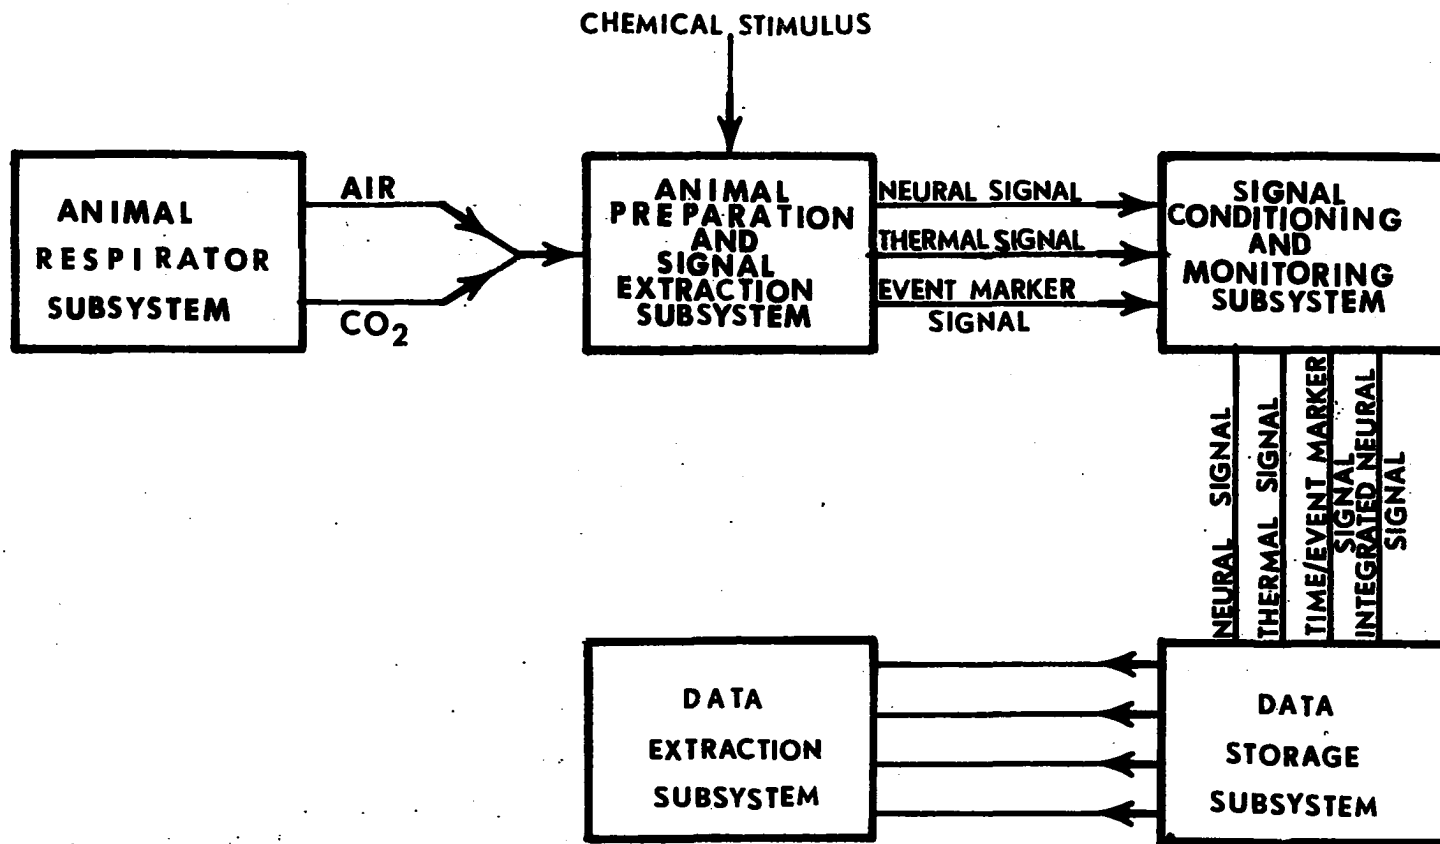 CHEMICAL STIMULUS
ANIMAL
RESPIRATOR
SUBSYSTEM
AIR
CO2
ANIMAL
PREPARATION
AND
SIGNAL
EXTRACTION
SUBSYSTEM
NEURAL SIGNAL
THERMAL SIGNAL
EVENT MARKER
SIGNAL
SIGNAL
CONDITIONING
AND
MONITORING
SUBSYSTEM
NEURAL SIGNAL
THERMAL SIGNAL
TIME/EVENT MARKER
SIGNAL
INTEGRATED NEURAL
SIGNAL
DATA
EXTRACTION
SUBSYSTEM
DATA
STORAGE
SUBSYSTEM